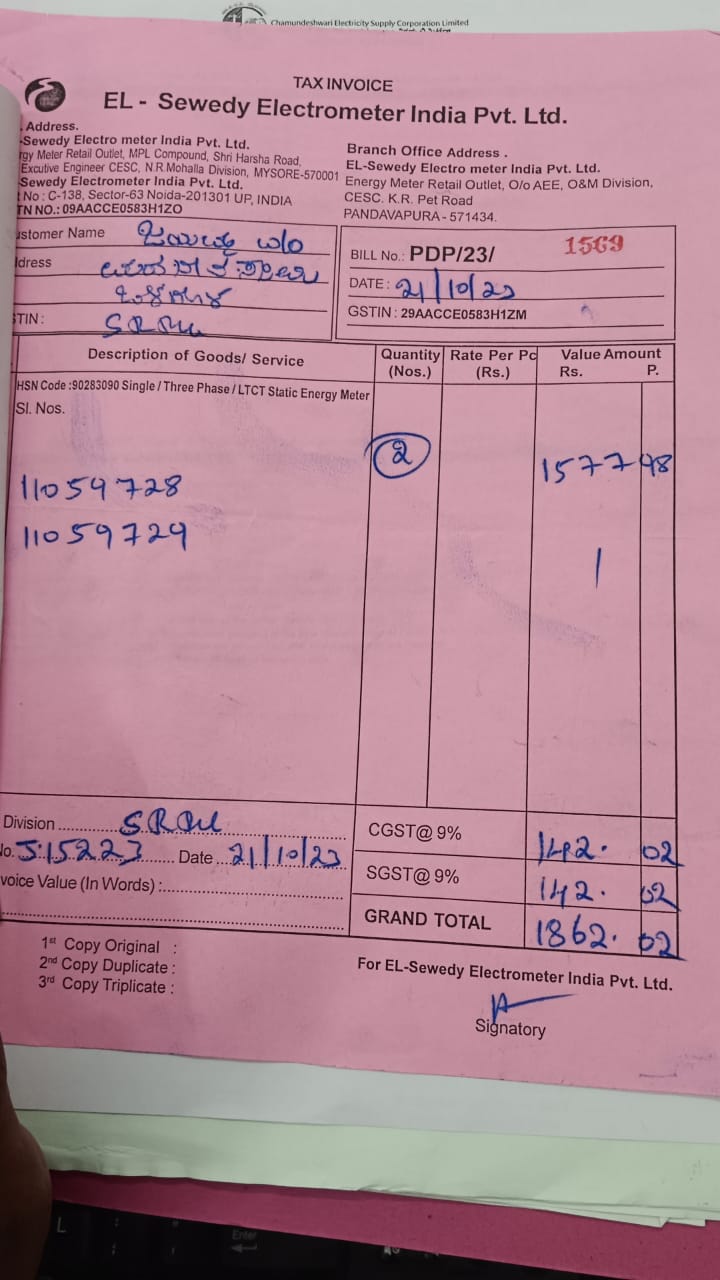 Chamundeshwari Electricity Supply Corporation Limited
TAX INVOICE
EL - Sewedy Electrometer India Pvt. Ltd.
Address.
-Sewedy Electro meter India Pvt. Ltd.
rgy Meter Retail Outlet, MPL Compound, Shri Harsha Road,
Excutive Engineer CESC, N.R.Mohalla Division, MYSORE-570001
Sewedy Electrometer India Pvt. Ltd.
No : C-138, Sector-63 Noida-201301 UP, INDIA
TN NO.: 09AACCE0583H1ZO
Branch Office Address .
EL-Sewedy Electro meter India Pvt. Ltd.
Energy Meter Retail Outlet, O/o AEE, O&M Division,
CESC. K.R. Pet Road
PANDAVAPURA - 571434.
ustomer Name
ddress
STIN :
BILL No.: PDP/23/ 1569
DATE : 21/10/23
GSTIN : 29AACCE0583H1ZM
Description of Goods/ Service Quantity (Nos.) Rate Per Pc (Rs.) Value Amount Rs. P.
HSN Code :90283090 Single / Three Phase / LTCT Static Energy Meter
Sl. Nos.
2 1577 48
11059728
11059729
Division
No. 515223 Date 21/10/23
voice Value (In Words) :
CGST@ 9% 142. 02
SGST@ 9% 142. 02
GRAND TOTAL 1862. 02
1st Copy Original :
2nd Copy Duplicate :
3rd Copy Triplicate :
For EL-Sewedy Electrometer India Pvt. Ltd.
Signatory
L
Enter